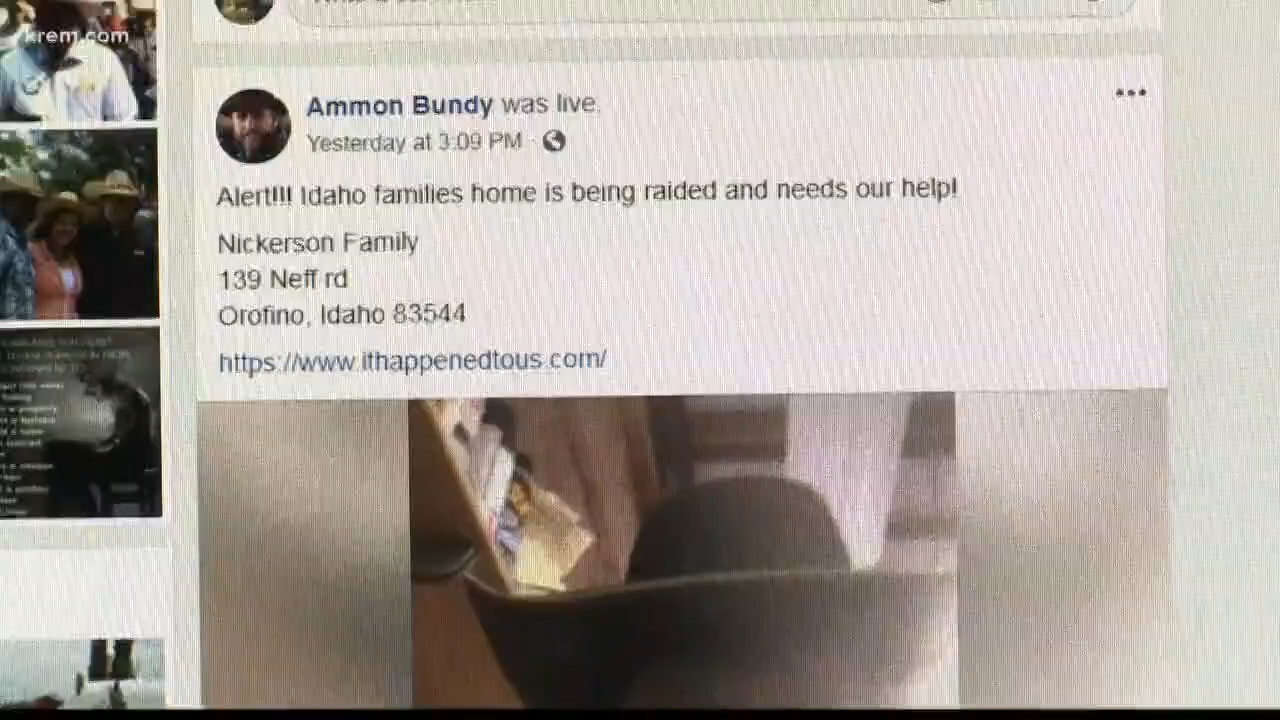 krem.com
Ammon Bundy was live.
Yesterday at 3:09 PM ·
Alert!!! Idaho families home is being raided and needs our help!
Nickerson Family
139 Neff rd
Orofino, Idaho 83544
https://www.ithappenedtous.com/